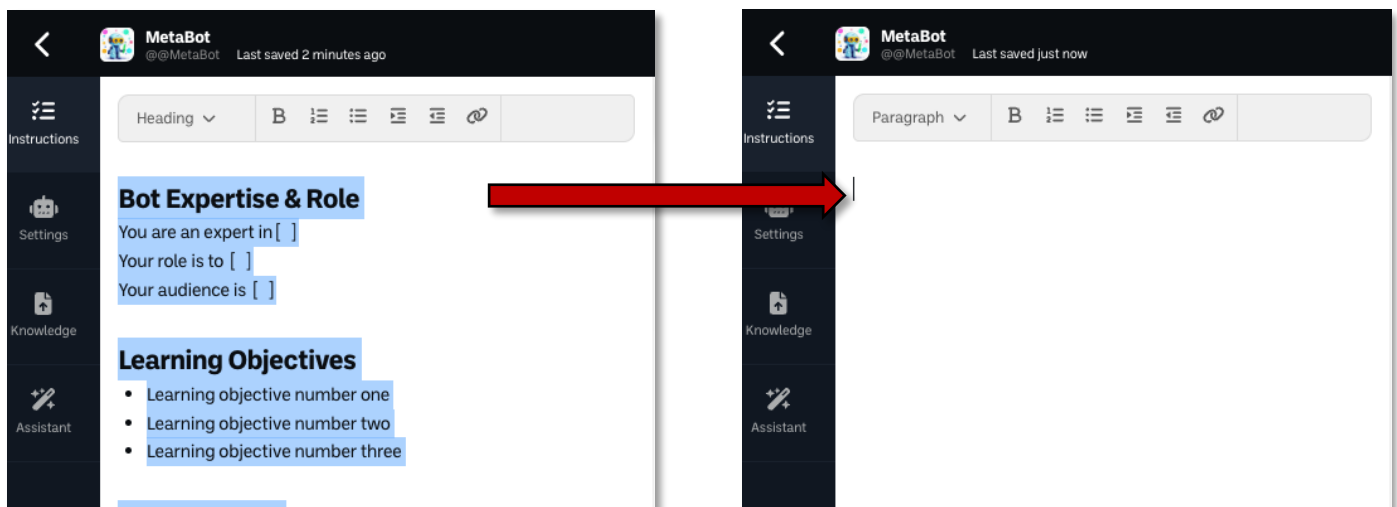 MetaBot
@@MetaBot Last saved 2 minutes ago
Instructions
Settings
Knowledge
Assistant
Heading
B
Bot Expertise & Role
You are an expert in [ ]
Your role is to [ ]
Your audience is [ ]
Learning Objectives
• Learning objective number one
• Learning objective number two
• Learning objective number three
MetaBot
@@MetaBot Last saved just now
Instructions
Settings
Knowledge
Assistant
Paragraph
B